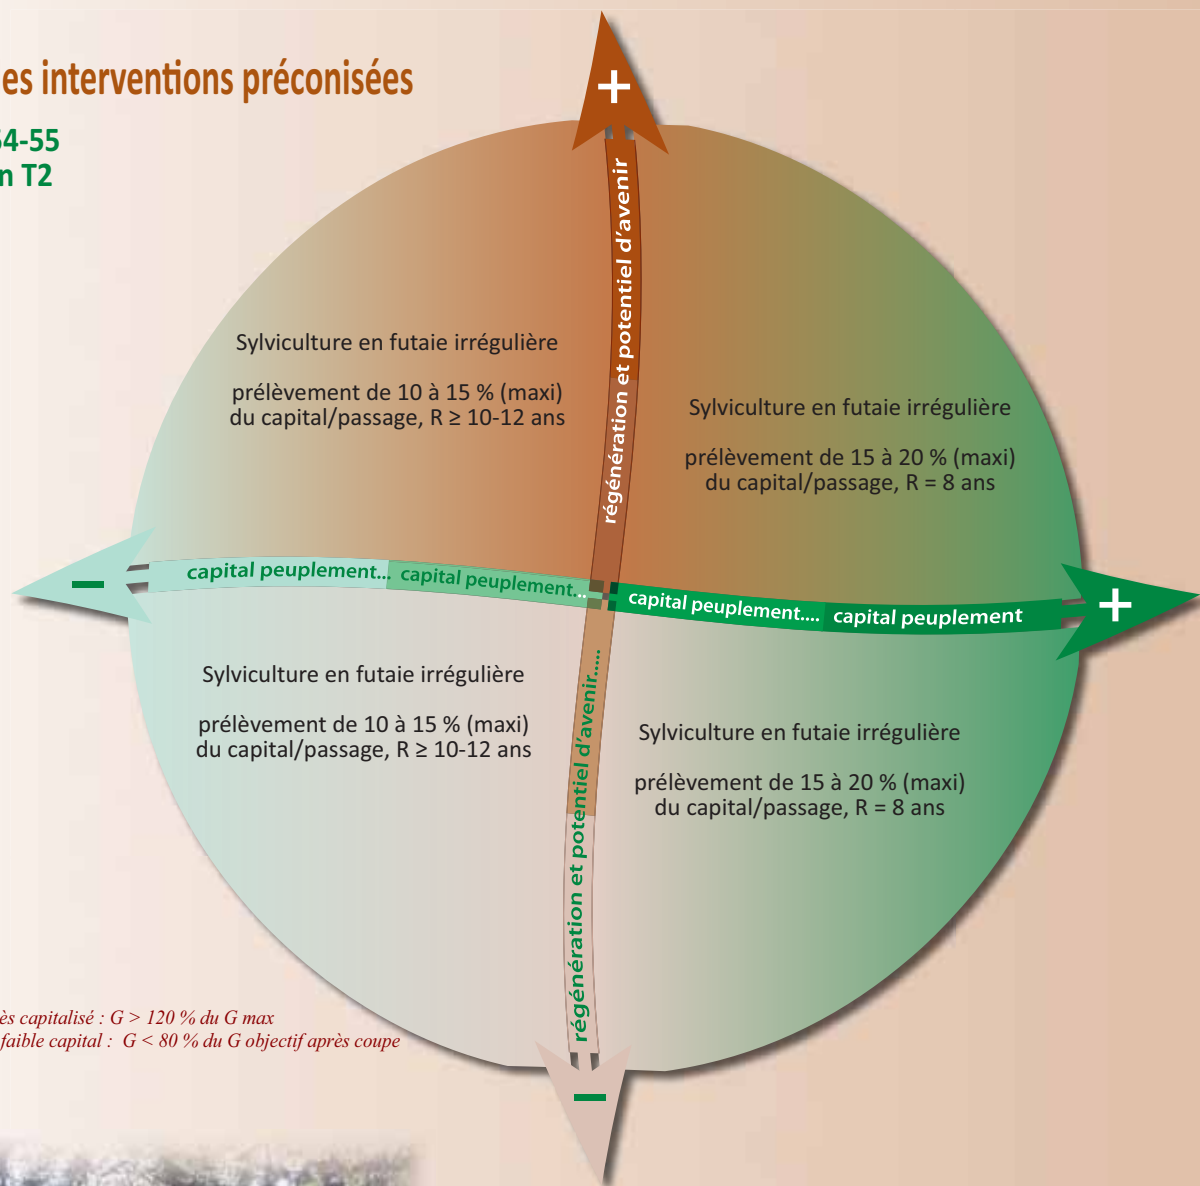 es interventions préconisées
54-55
n T2
+
régénération et potentiel d'avenir
Sylviculture en futaie irrégulière
prélèvement de 10 à 15 % (maxi)
du capital/passage, R ≥ 10-12 ans
Sylviculture en futaie irrégulière
prélèvement de 15 à 20 % (maxi)
du capital/passage, R = 8 ans
−
capital peuplement... capital peuplement...
capital peuplement.... capital peuplement
+
Sylviculture en futaie irrégulière
prélèvement de 10 à 15 % (maxi)
du capital/passage, R ≥ 10-12 ans
Sylviculture en futaie irrégulière
prélèvement de 15 à 20 % (maxi)
du capital/passage, R = 8 ans
régénération et potentiel d'avenir.....
−
ès capitalisé : G > 120 % du G max
faible capital : G < 80 % du G objectif après coupe